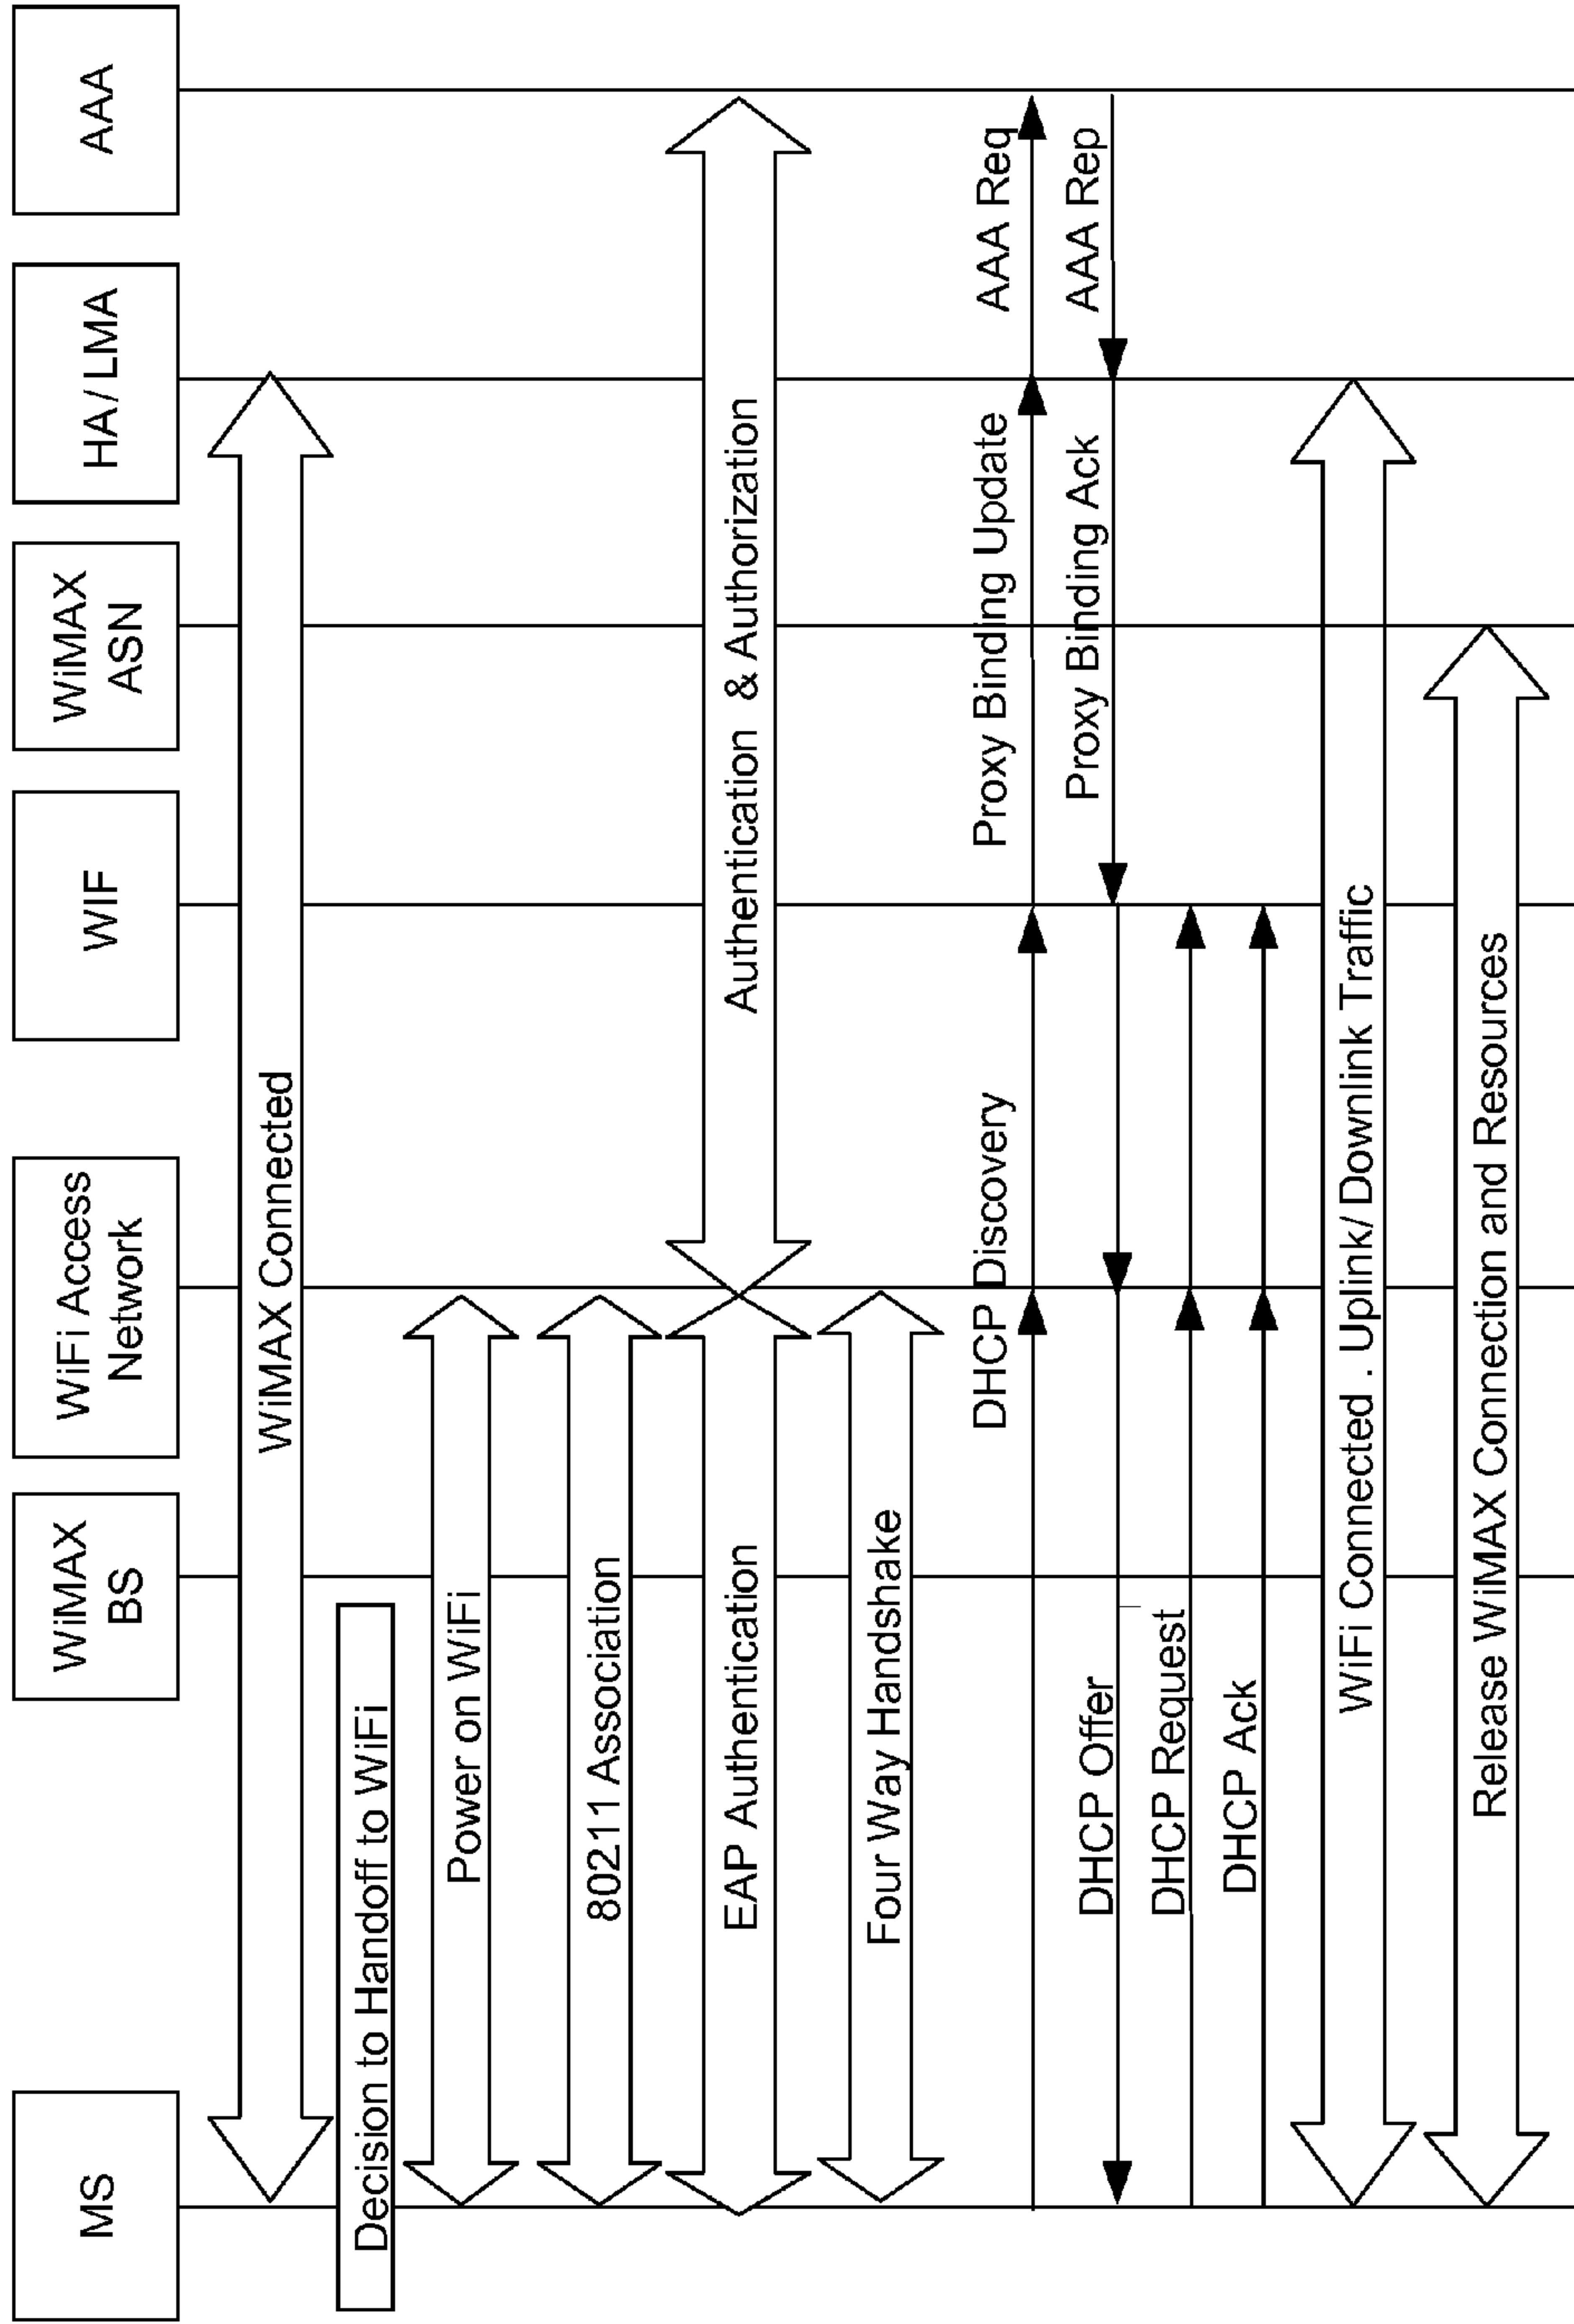 MS
WiMAX
BS
WiFi Access
Network
WIF
WiMAX
ASN
HA/ LMA
AAA
WiMAX Connected
Decision to Handoff to WiFi
Power on WiFi
80211 Association
EAP Authentication
Authentication & Authorization
Four Way Handshake
DHCP Discovery
Proxy Binding Update
AAA Req
DHCP Offer
Proxy Binding Ack
AAA Rep
DHCP Request
DHCP Ack
WiFi Connected . Uplink/ Downlink Traffic
Release WiMAX Connection and Resources